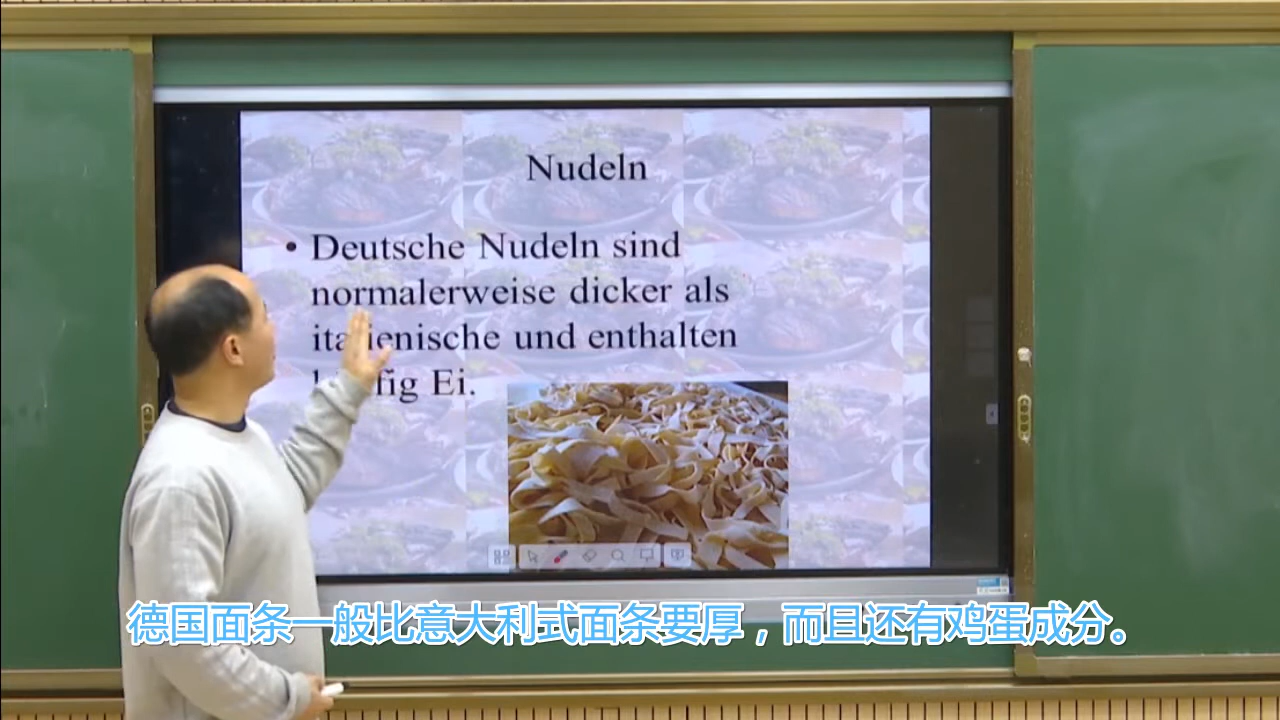 Nudeln
• Deutsche Nudeln sind
normalerweise dicker als
italienische und enthalten
häufig Ei.
德国面条一般比意大利式面条要厚，而且还有鸡蛋成分。